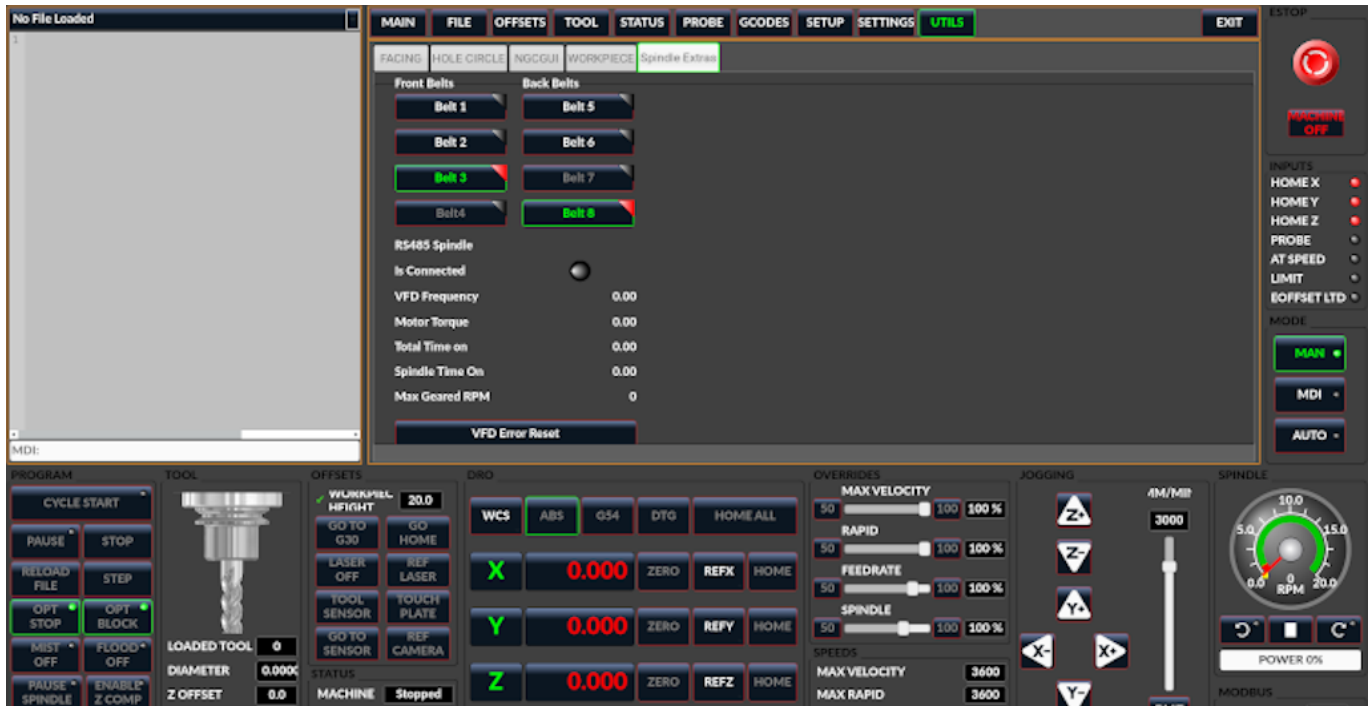 No File Loaded
1
MDI:
MAIN FILE OFFSETS TOOL STATUS PROBE GCODES SETUP SETTINGS UTILS EXIT
FACING HOLE CIRCLE NGCGUI WORKPIECE Spindle Extras
Front Belts Back Belts
Belt 1 Belt 5
Belt 2 Belt 6
Belt 3 Belt 7
Belt4 Belt 8
RS485 Spindle
Is Connected
VFD Frequency 0.00
Motor Torque 0.00
Total Time on 0.00
Spindle Time On 0.00
Max Geared RPM 0
VFD Error Reset
ESTOP
MACHINE
OFF
INPUTS
HOME X
HOME Y
HOME Z
PROBE
AT SPEED
LIMIT
EOFFSET LTD
MODE
MAN
MDI
AUTO
PROGRAM
CYCLE START
PAUSE STOP
RELOAD
FILE
STEP
OPT
STOP
OPT
BLOCK
MIST
OFF
FLOOD
OFF
PAUSE
SPINDLE
ENABLE
Z COMP
TOOL
LOADED TOOL 0
DIAMETER 0.000
Z OFFSET 0.0
OFFSETS
WORKPIEC
HEIGHT
20.0
GO TO
G30
GO
HOME
LASER
OFF
REF
LASER
TOOL
SENSOR
TOUCH
PLATE
GO TO
SENSOR
REF
CAMERA
STATUS
MACHINE Stopped
DRO
WCS ABS G54 DTG HOME ALL
X 0.000 ZERO REFX HOME
Y 0.000 ZERO REFY HOME
Z 0.000 ZERO REFZ HOME
OVERRIDES
MAX VELOCITY
50 100 100 %
RAPID
50 100 100 %
FEEDRATE
50 100 100 %
SPINDLE
50 100 100 %
SPEEDS
MAX VELOCITY 3600
MAX RAPID 3600
JOGGING
Z+
Z-
Y+
X- X+
Y-
3000
SPINDLE
10.0
5.0 15.0
0.0 0 20.0
RPM
POWER 0%
MODBUS